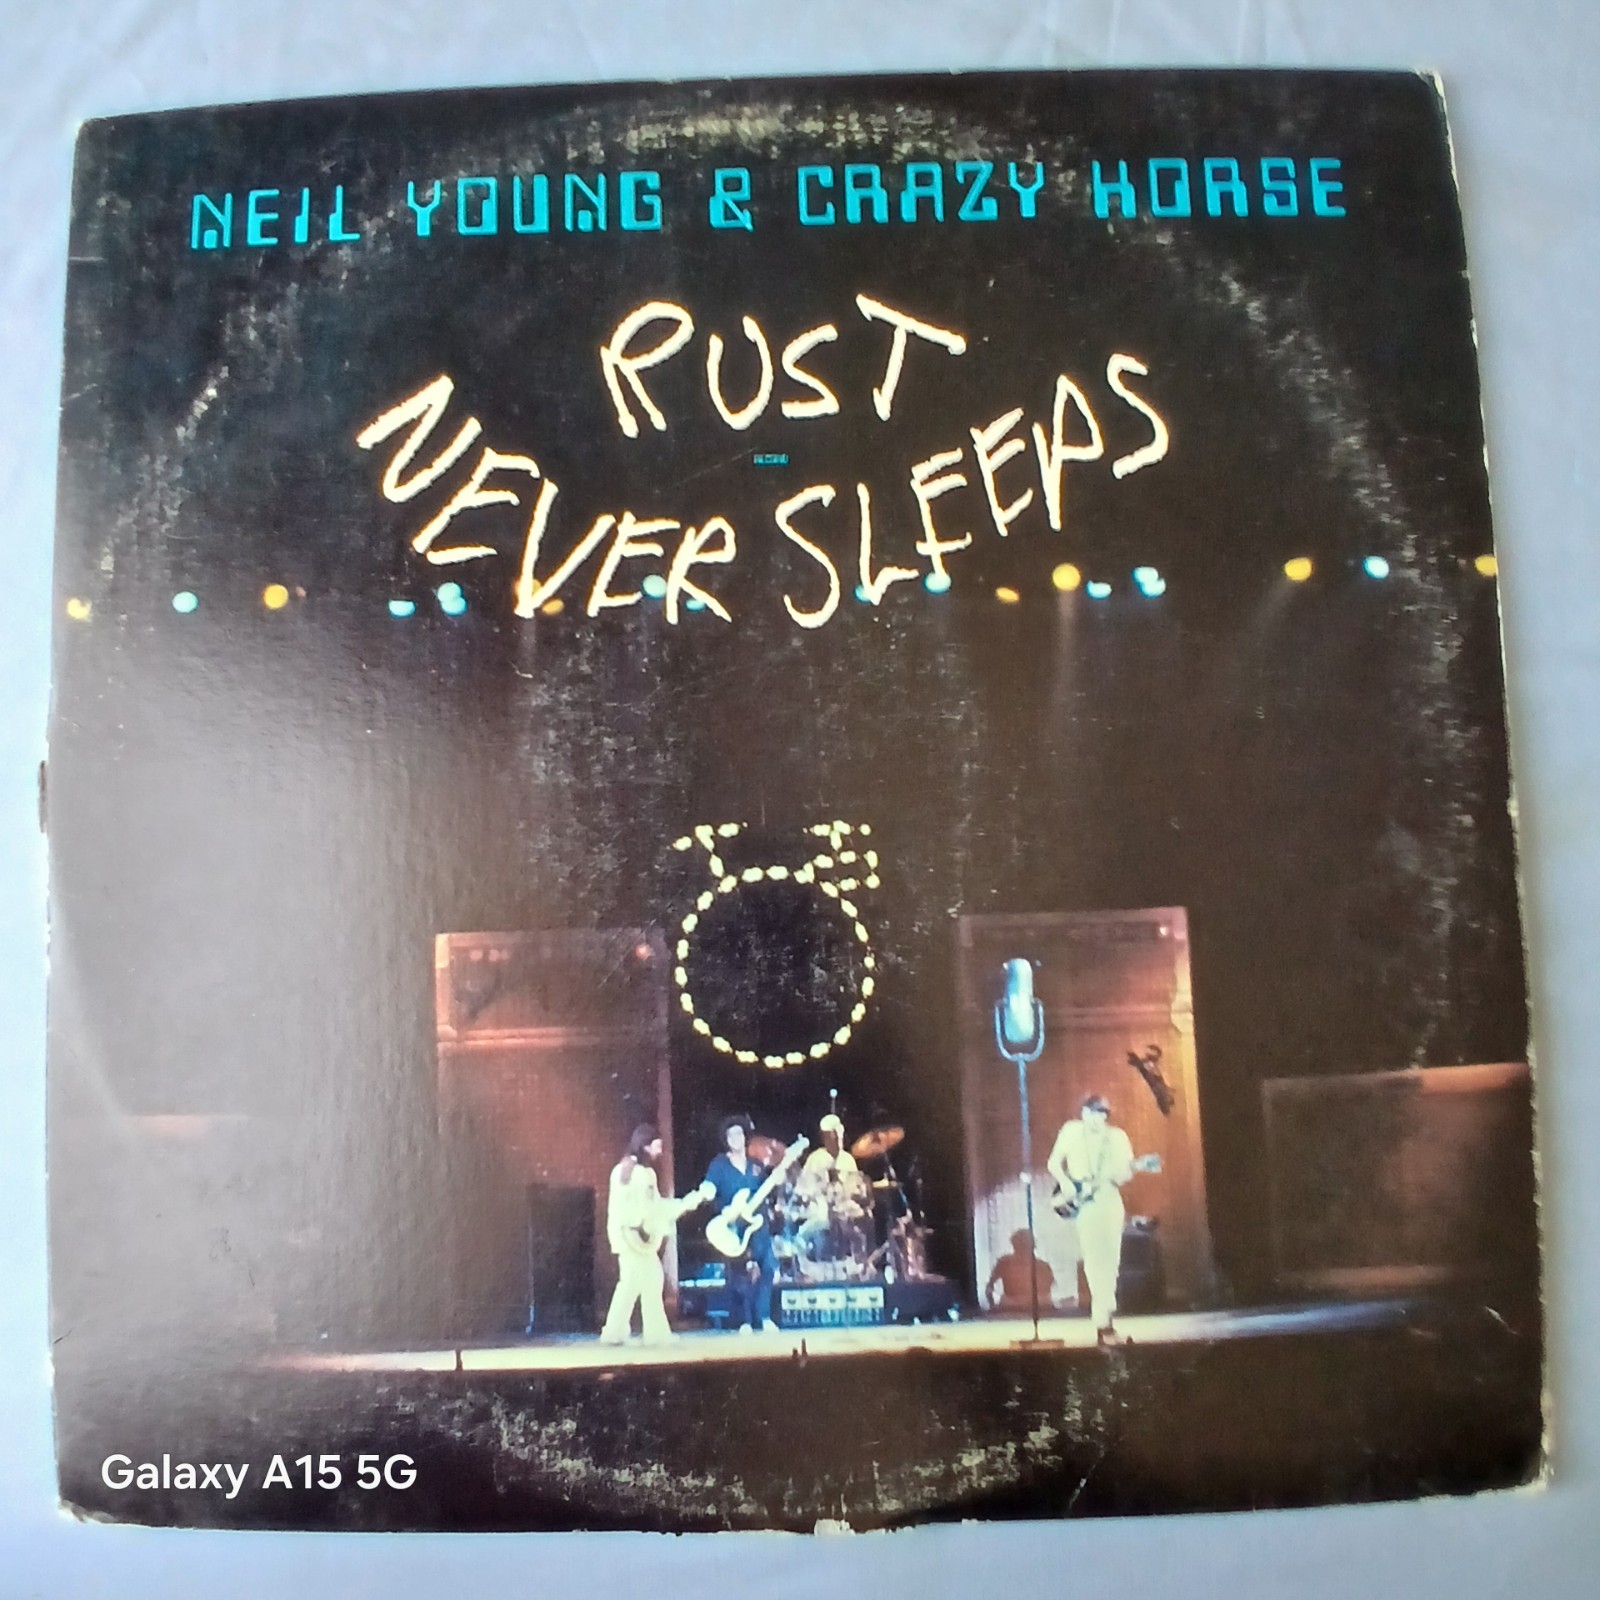 NEIL YOUNG & CRAZY HORSE
RUST
NEVER SLEEPS
Galaxy A15 5G